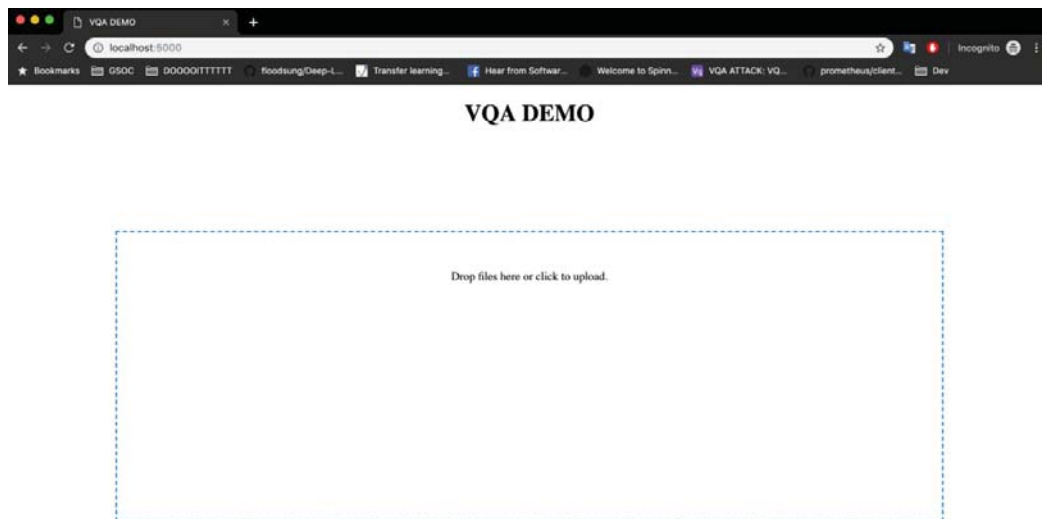 VQA DEMO
localhost:5000
Incognito
Bookmarks GSOC DOOOOITTTTTT floodsung/Deep-L... Transfer learning... Hear from Softwar... Welcome to Spinn... VQA ATTACK: VQ... prometheus/client... Dev
VQA DEMO
Drop files here or click to upload.